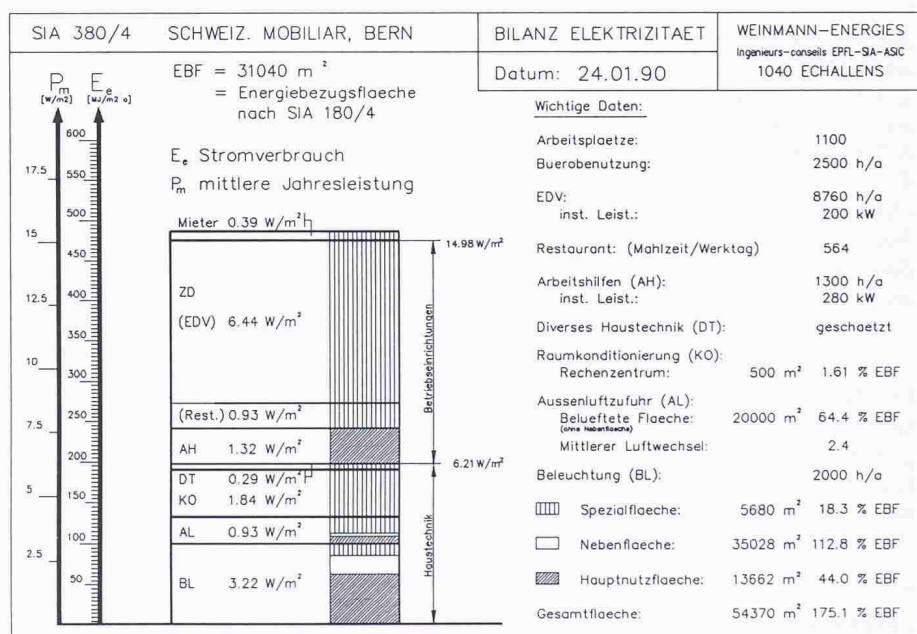 SIA 380/4 SCHWEIZ. MOBILIAR, BERN
BILANZ ELEKTRIZITAET
Datum: 24.01.90
WEINMANN-ENERGIES
Ingenieurs-conseils EPFL-SIA-ASIC
1040 ECHALLENS
Pm Ee
[W/m2] [MJ/m2 a]
EBF = 31040 m²
= Energiebezugsflaeche
nach SIA 180/4
Ee Stromverbrauch
Pm mittlere Jahresleistung
17.5
15
12.5
10
7.5
5
2.5
600
550
500
450
400
350
300
250
200
150
100
50
Mieter 0.39 W/m²
ZD
(EDV) 6.44 W/m²
(Rest.) 0.93 W/m²
AH 1.32 W/m²
DT 0.29 W/m²
KO 1.84 W/m²
AL 0.93 W/m²
BL 3.22 W/m²
14.98 W/m²
Betriebseinrichtungen
6.21 W/m²
Haustechnik
Wichtige Daten:
Arbeitsplaetze: 1100
Buerobenutzung: 2500 h/a
EDV: 8760 h/a
inst. Leist.: 200 kW
Restaurant: (Mahlzeit/Werktag) 564
Arbeitshilfen (AH): 1300 h/a
inst. Leist.: 280 kW
Diverses Haustechnik (DT): geschaetzt
Raumkonditionierung (KO):
Rechenzentrum: 500 m² 1.61 % EBF
Aussenluftzufuhr (AL):
Belueftete Flaeche: 20000 m² 64.4 % EBF
(ohne Nebenflaeche)
Mittlerer Luftwechsel: 2.4
Beleuchtung (BL): 2000 h/a
Spezialflaeche: 5680 m² 18.3 % EBF
Nebenflaeche: 35028 m² 112.8 % EBF
Hauptnutzflaeche: 13662 m² 44.0 % EBF
Gesamtflaeche: 54370 m² 175.1 % EBF